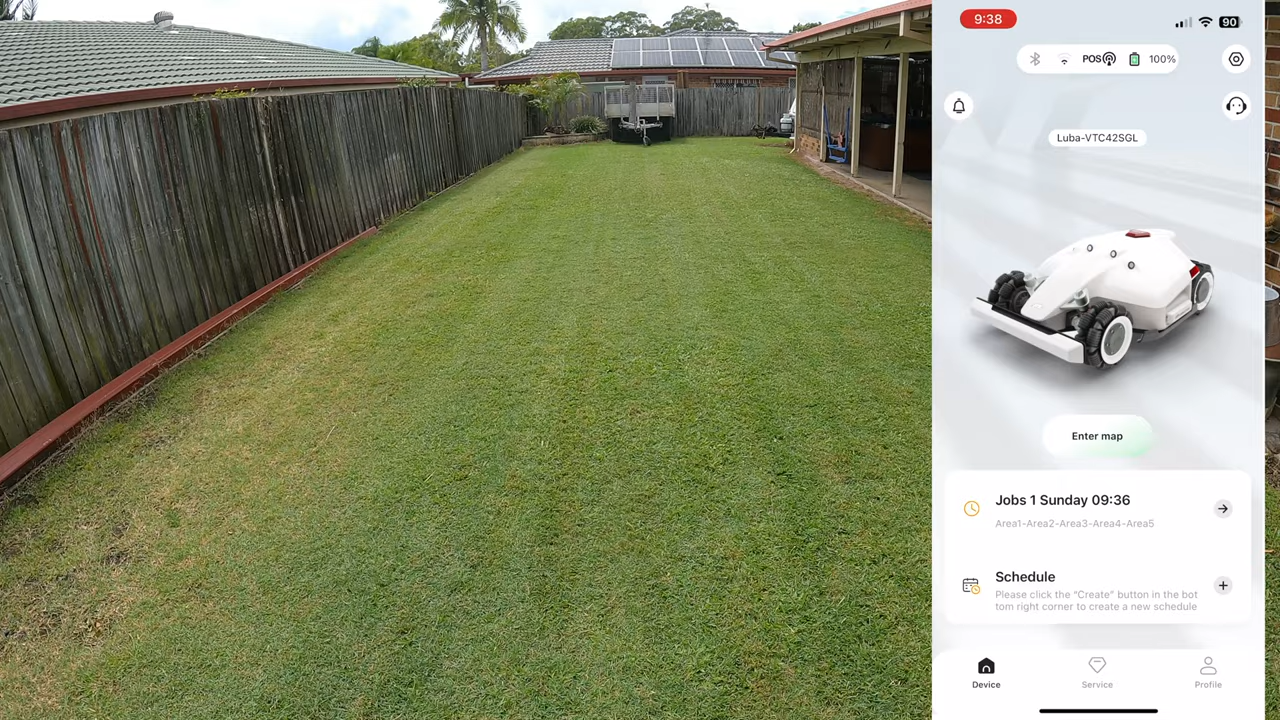 9:38
90
POS
100%
Luba-VTC42SGL
Enter map
Jobs 1 Sunday 09:36
Area1-Area2-Area3-Area4-Area5
Schedule
Please click the “Create” button in the bot
tom right corner to create a new schedule
Device
Service
Profile